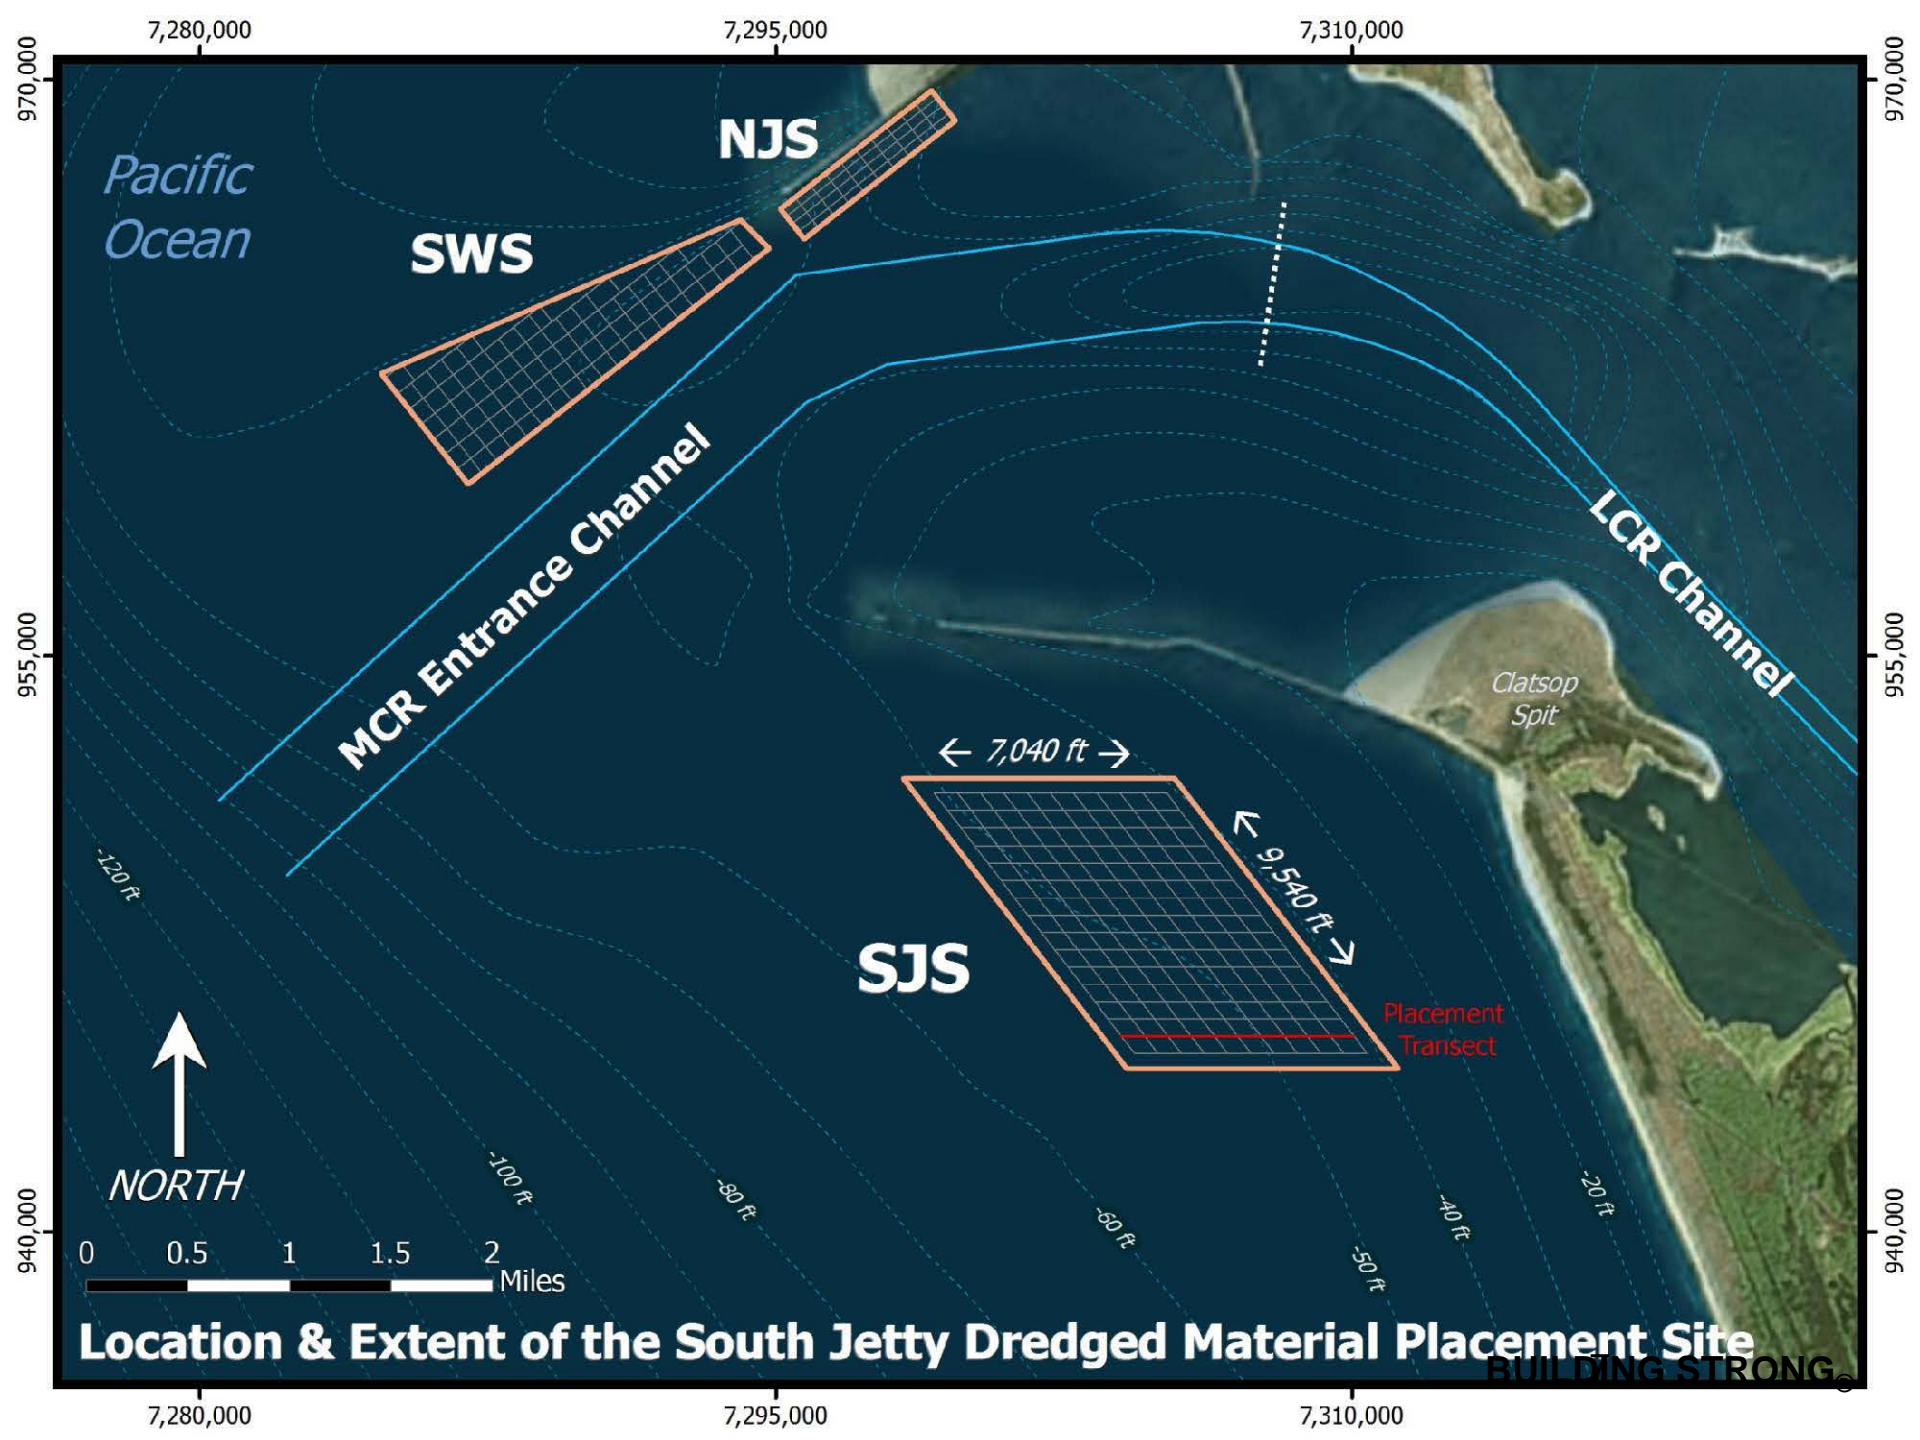 7,280,000 7,295,000 7,310,000
970,000
970,000
NJS
Pacific
Ocean
SWS
MCR Entrance Channel
LCR Channel
955,000
955,000
Clatsop
Spit
← 7,040 ft →
← 9,540 ft →
-120 ft
SJS
Placement
Transect
NORTH
-100 ft
-80 ft
-60 ft
-50 ft
-40 ft
-20 ft
940,000
940,000
0 0.5 1 1.5 2
Miles
Location & Extent of the South Jetty Dredged Material Placement Site
BUILDING STRONG©
7,280,000 7,295,000 7,310,000